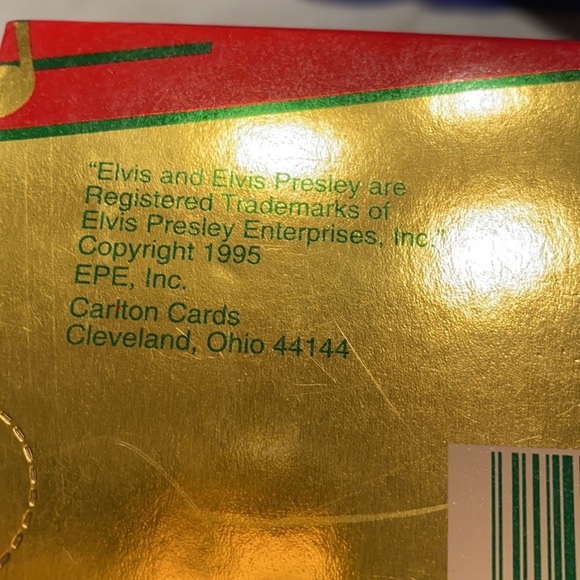 "Elvis and Elvis Presley are
Registered Trademarks of
Elvis Presley Enterprises, Inc."
Copyright 1995
EPE, Inc.
Carlton Cards
Cleveland, Ohio 44144